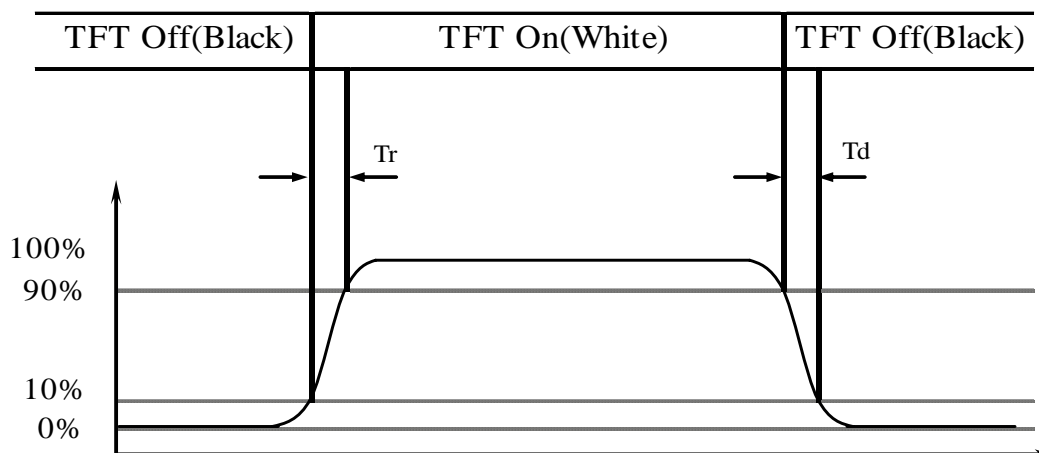 TFT Off(Black) TFT On(White) TFT Off(Black)
Tr Td
100%
90%
10%
0%